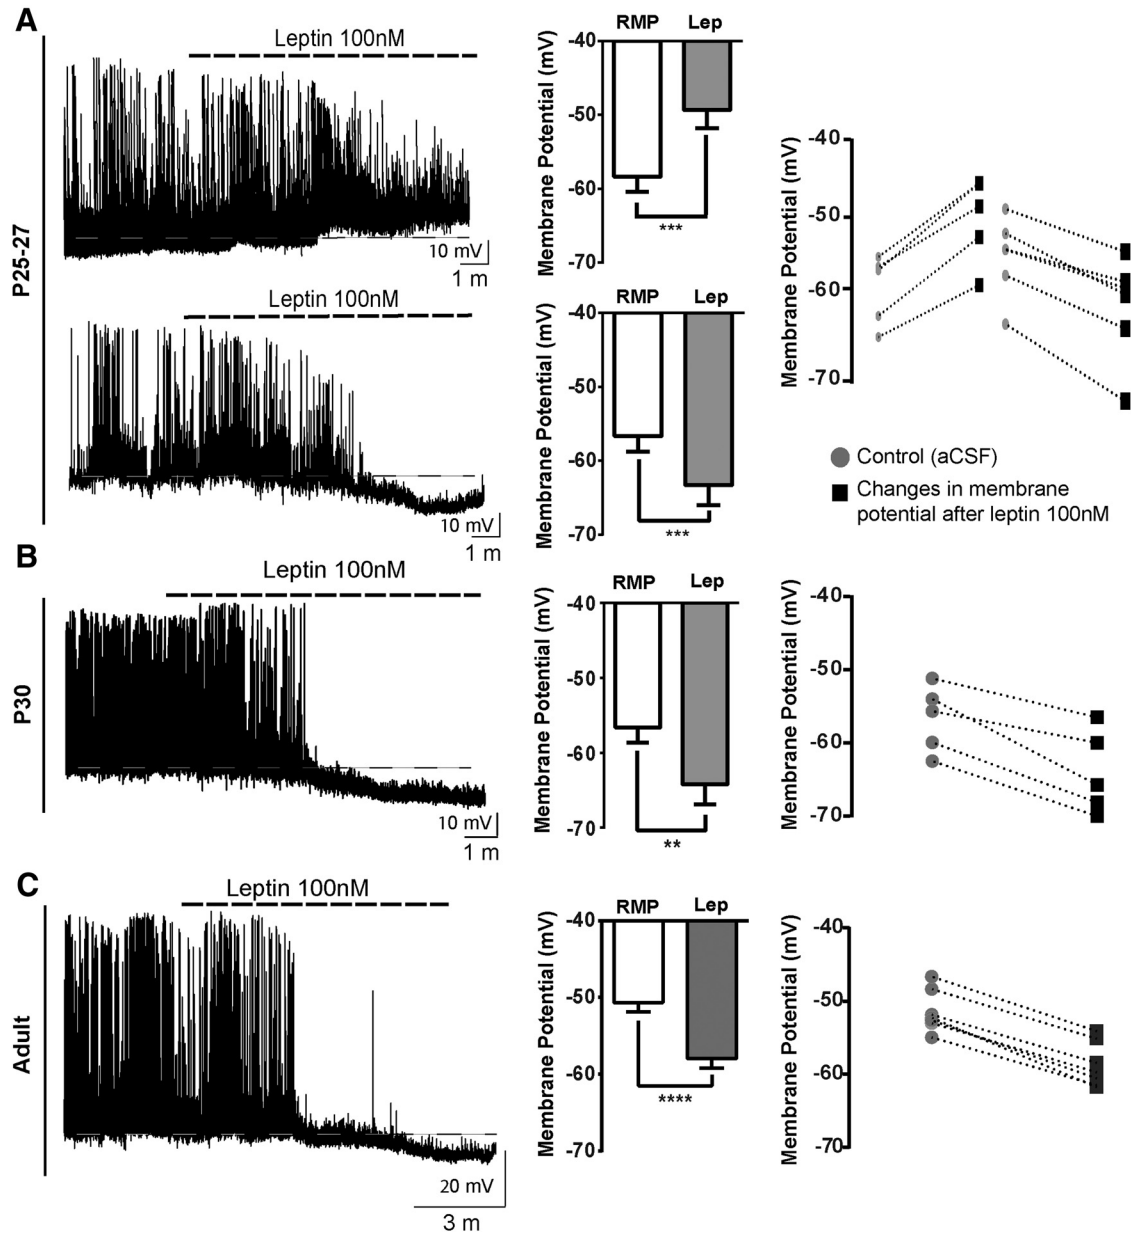 A
P25-27
Leptin 100nM
10 mV
1 m
RMP Lep
Membrane Potential (mV)
-40
-50
-60
-70
***
Leptin 100nM
10 mV
1 m
RMP Lep
Membrane Potential (mV)
-40
-50
-60
-70
***
Membrane Potential (mV)
-40
-50
-60
-70
Control (aCSF)
Changes in membrane
potential after leptin 100nM
B
P30
Leptin 100nM
10 mV
1 m
RMP Lep
Membrane Potential (mV)
-40
-50
-60
-70
**
Membrane Potential (mV)
-40
-50
-60
-70
C
Adult
Leptin 100nM
20 mV
3 m
RMP Lep
Membrane Potential (mV)
-40
-50
-60
-70
****
Membrane Potential (mV)
-40
-50
-60
-70